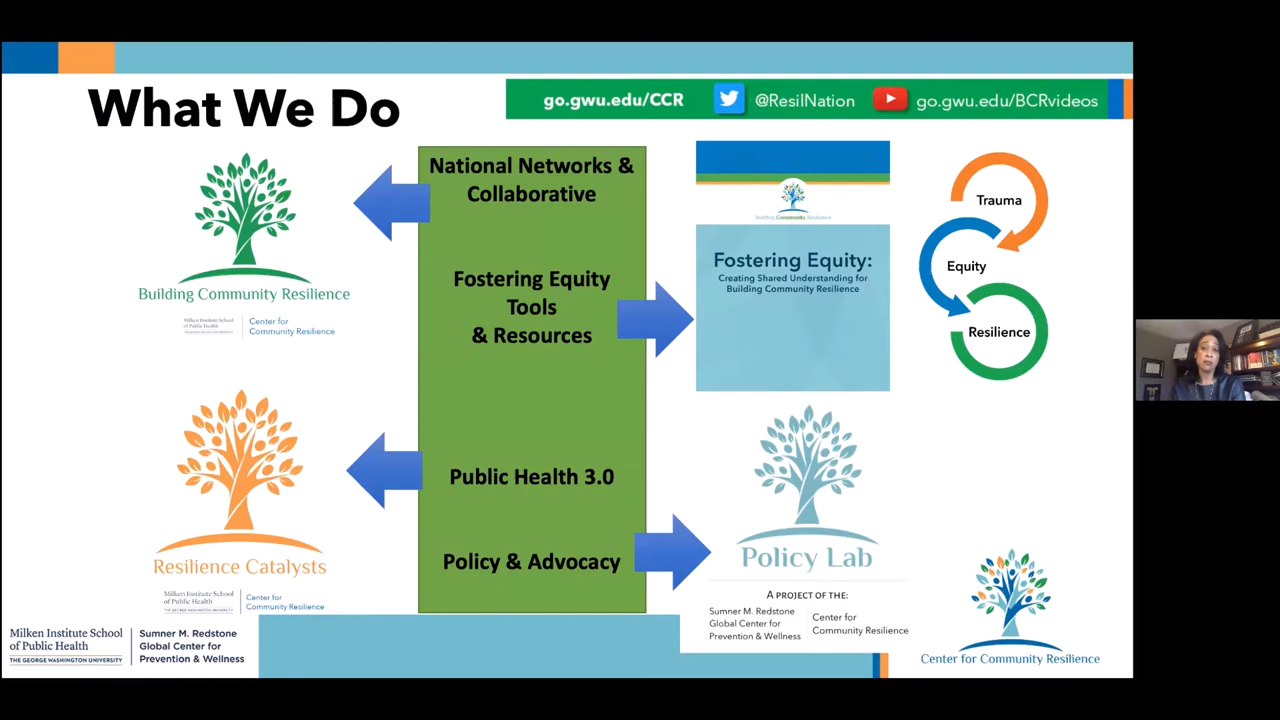 What We Do
go.gwu.edu/CCR
@ResilNation
go.gwu.edu/BCRvideos
Building Community Resilience
Milken Institute School
of Public Health
Center for
Community Resilience
National Networks &
Collaborative
Fostering Equity
Tools
& Resources
Public Health 3.0
Policy & Advocacy
Building Community Resilience
Fostering Equity:
Creating Shared Understanding for
Building Community Resilience
Trauma
Equity
Resilience
Resilience Catalysts
Milken Institute School
of Public Health
THE GEORGE WASHINGTON UNIVERSITY
Center for
Community Resilience
Policy Lab
A PROJECT OF THE:
Sumner M. Redstone
Global Center for
Prevention & Wellness
Center for
Community Resilience
Milken Institute School
of Public Health
THE GEORGE WASHINGTON UNIVERSITY
Sumner M. Redstone
Global Center for
Prevention & Wellness
Center for Community Resilience